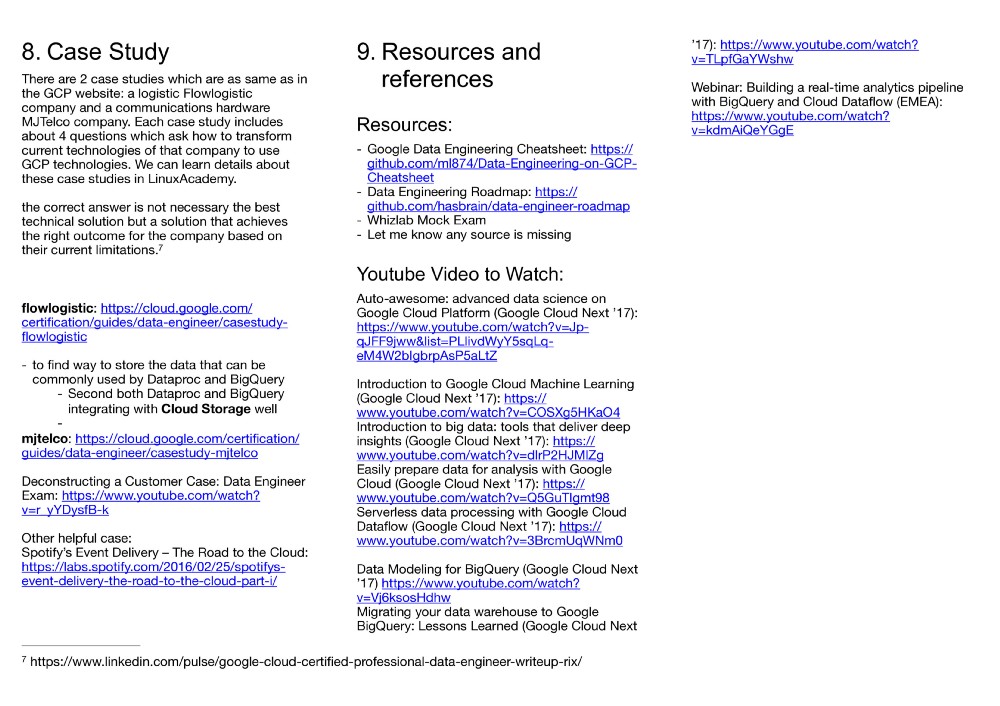 8. Case Study
There are 2 case studies which are as same as in
the GCP website: a logistic Flowlogistic
company and a communications hardware
MJTelco company. Each case study includes
about 4 questions which ask how to transform
current technologies of that company to use
GCP technologies. We can learn details about
these case studies in LinuxAcademy.
the correct answer is not necessary the best
technical solution but a solution that achieves
the right outcome for the company based on
their current limitations.7
flowlogistic: https://cloud.google.com/
certification/guides/data-engineer/casestudy-
flowlogistic
- to find way to store the data that can be
commonly used by Dataproc and BigQuery
- Second both Dataproc and BigQuery
integrating with Cloud Storage well
-
mjtelco: https://cloud.google.com/certification/
guides/data-engineer/casestudy-mjtelco
Deconstructing a Customer Case: Data Engineer
Exam: https://www.youtube.com/watch?
v=r_yYDysfB-k
Other helpful case:
Spotify’s Event Delivery – The Road to the Cloud:
https://labs.spotify.com/2016/02/25/spotifys-
event-delivery-the-road-to-the-cloud-part-i/
9. Resources and
references
Resources:
- Google Data Engineering Cheatsheet: https://
github.com/ml874/Data-Engineering-on-GCP-
Cheatsheet
- Data Engineering Roadmap: https://
github.com/hasbrain/data-engineer-roadmap
- Whizlab Mock Exam
- Let me know any source is missing
Youtube Video to Watch:
Auto-awesome: advanced data science on
Google Cloud Platform (Google Cloud Next ’17):
https://www.youtube.com/watch?v=Jp-
qJFF9jww&list=PLIivdWyY5sqLq-
eM4W2bIgbrpAsP5aLtZ
Introduction to Google Cloud Machine Learning
(Google Cloud Next ’17): https://
www.youtube.com/watch?v=COSXg5HKaO4
Introduction to big data: tools that deliver deep
insights (Google Cloud Next ’17): https://
www.youtube.com/watch?v=dlrP2HJMlZg
Easily prepare data for analysis with Google
Cloud (Google Cloud Next ’17): https://
www.youtube.com/watch?v=Q5GuTIgmt98
Serverless data processing with Google Cloud
Dataflow (Google Cloud Next ’17): https://
www.youtube.com/watch?v=3BrcmUqWNm0
Data Modeling for BigQuery (Google Cloud Next
’17) https://www.youtube.com/watch?
v=Vj6ksosHdhw
Migrating your data warehouse to Google
BigQuery: Lessons Learned (Google Cloud Next
’17): https://www.youtube.com/watch?
v=TLpfGaYWshw
Webinar: Building a real-time analytics pipeline
with BigQuery and Cloud Dataflow (EMEA):
https://www.youtube.com/watch?
v=kdmAiQeYGgE
7 https://www.linkedin.com/pulse/google-cloud-certified-professional-data-engineer-writeup-rix/